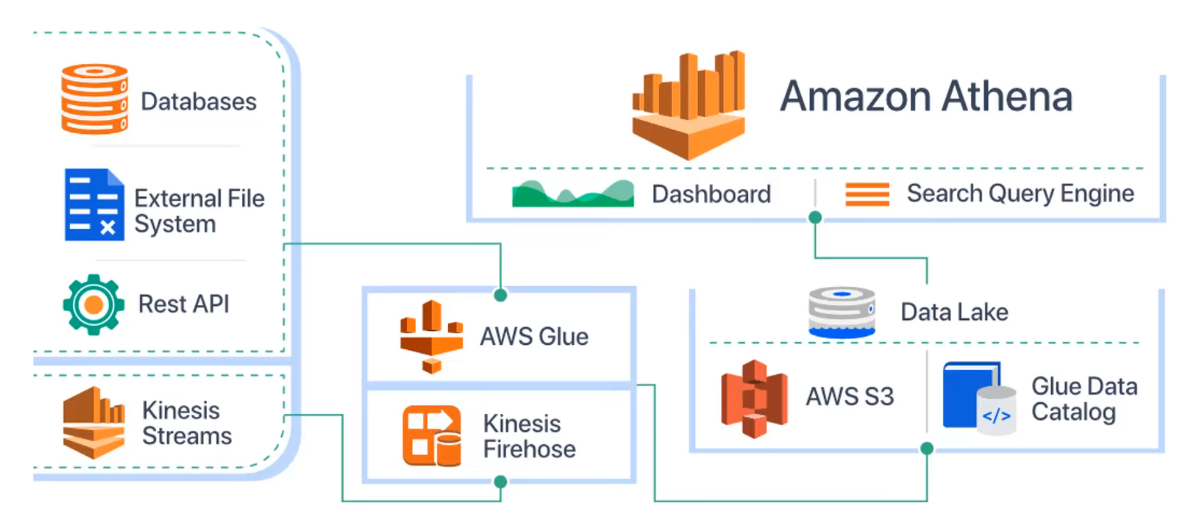 Databases
External File
System
Rest API
Kinesis
Streams
AWS Glue
Kinesis
Firehose
Amazon Athena
Dashboard
Search Query Engine
Data Lake
AWS S3
Glue Data
Catalog
</>